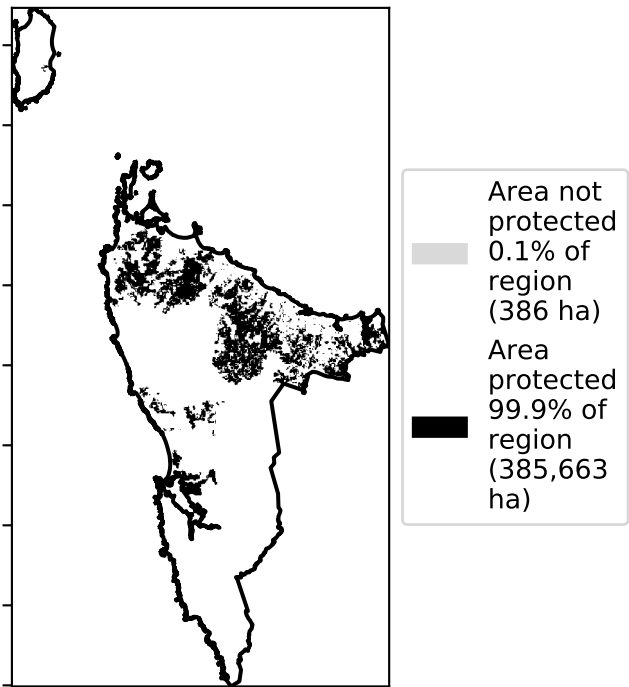 Area not
protected
0.1% of
region
(386 ha)
Area
protected
99.9% of
region
(385,663
ha)